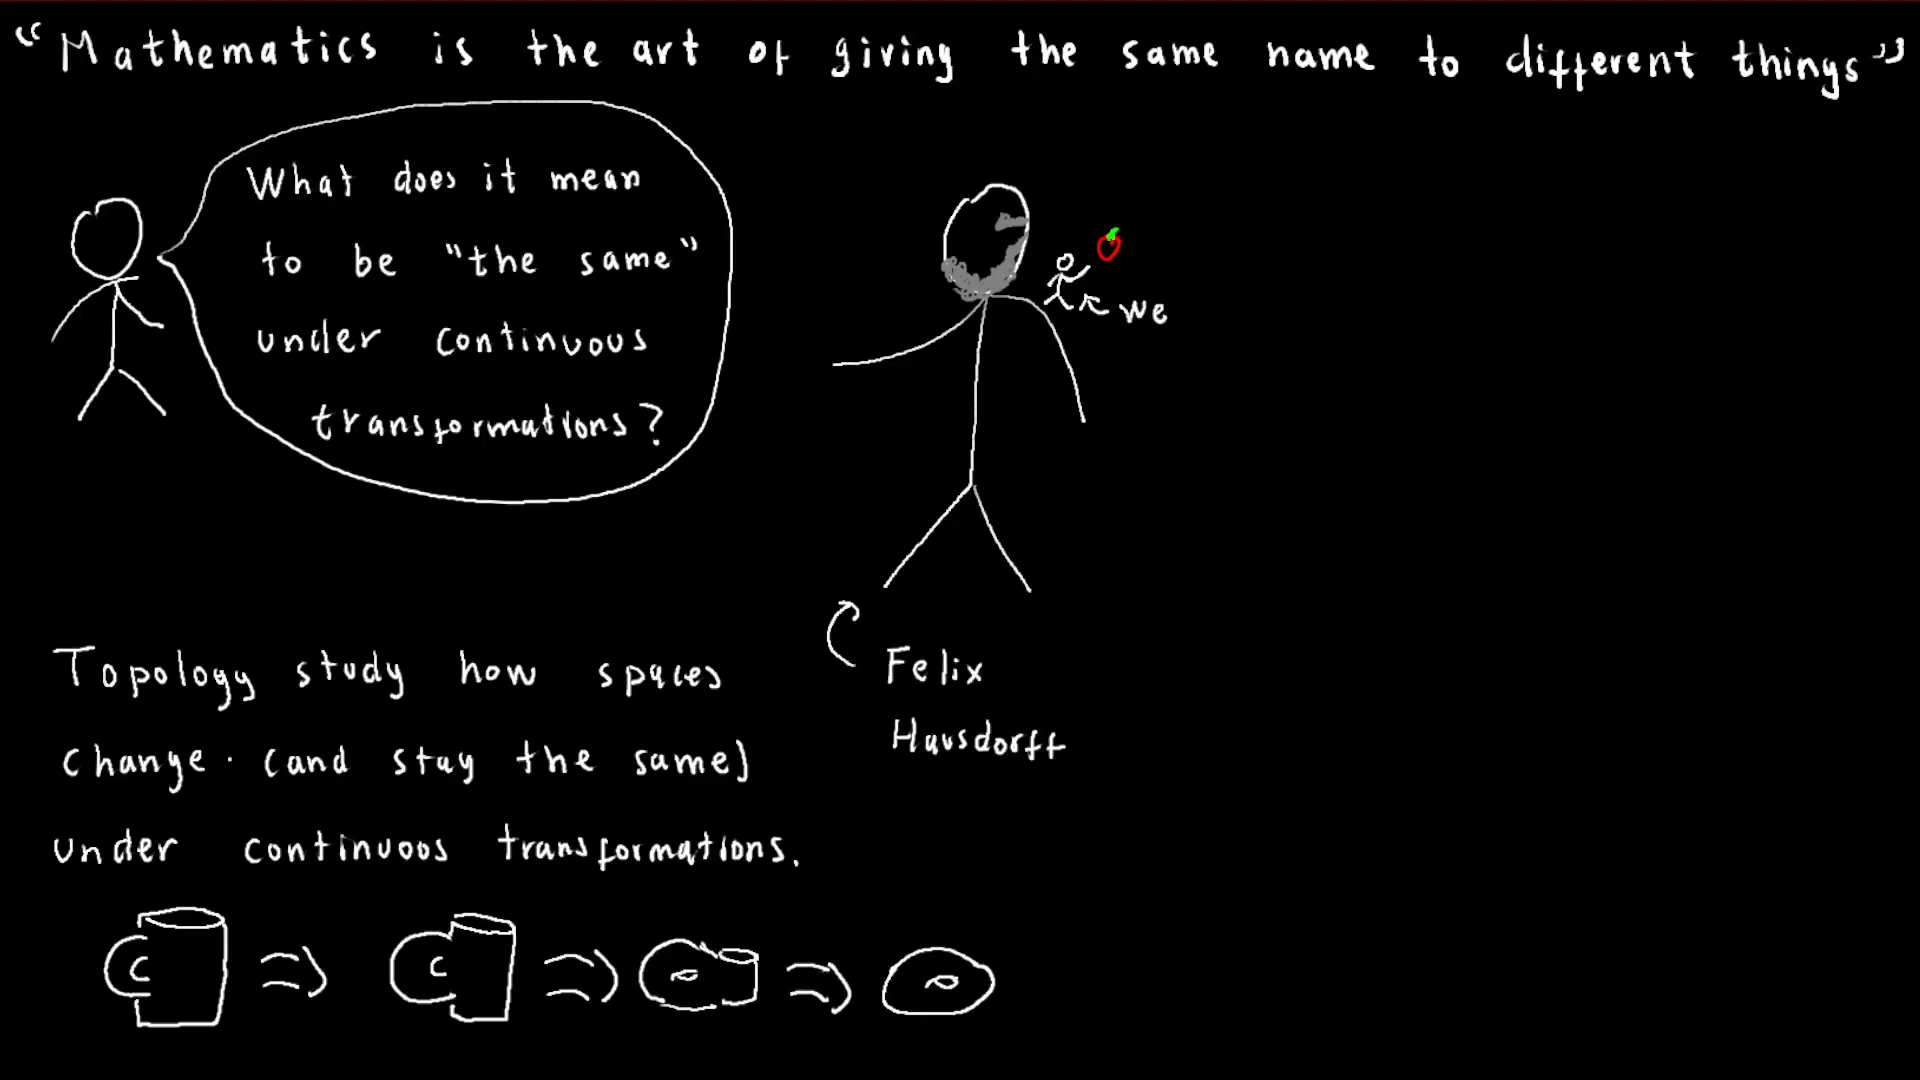 “Mathematics is the art of giving the same name to different things”
What does it mean
to be "the same"
under continuous
transformations?
we
Topology study how spaces
change. (and stay the same)
under continuoos transformations.
Felix
Hausdorff